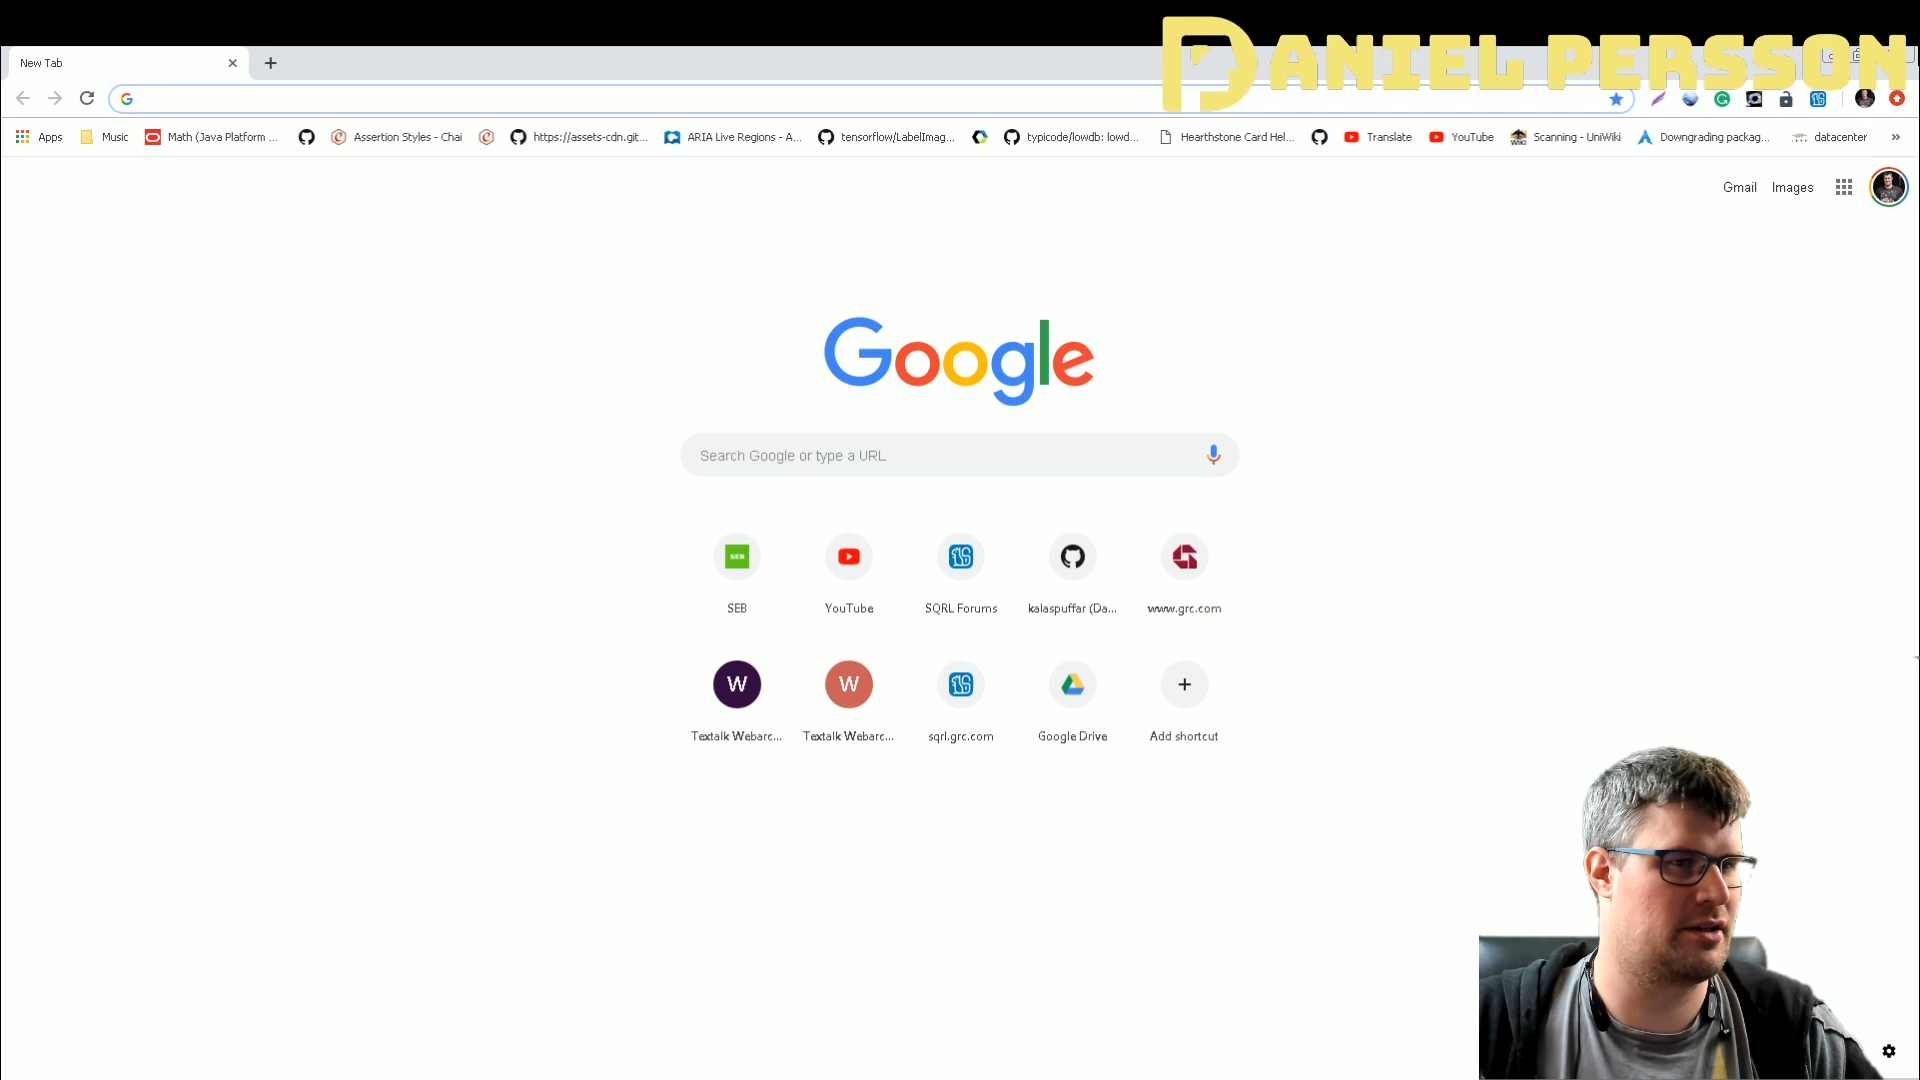 DANIEL PERSSON
New Tab
Apps Music Math (Java Platform ... Assertion Styles - Chai https://assets-cdn.git... ARIA Live Regions - A... tensorflow/LabelImag... typicode/lowdb: lowd... Hearthstone Card Hel... Translate YouTube Scanning - UniWiki Downgrading packag... datacenter »
Gmail Images
Google
Search Google or type a URL
SEB YouTube SQRL Forums kalaspuffar (Da... www.grc.com
W W
Textalk Webarc... Textalk Webarc... sqrl.grc.com Google Drive Add shortcut